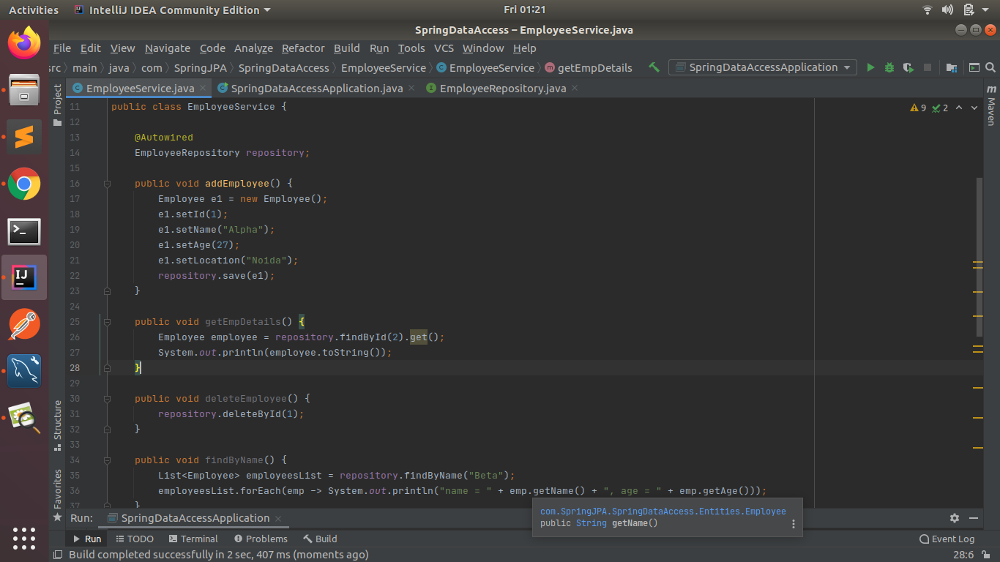 Activities IntelliJ IDEA Community Edition Fri 01:21
SpringDataAccess – EmployeeService.java
File Edit View Navigate Code Analyze Refactor Build Run Tools VCS Window Help
src main java com SpringJPA SpringDataAccess EmployeeService EmployeeService getEmpDetails SpringDataAccessApplication
EmployeeService.java SpringDataAccessApplication.java EmployeeRepository.java
Project
Structure
Favorites
Maven
9 2
11 public class EmployeeService {
12
13 @Autowired
14 EmployeeRepository repository;
15
16 public void addEmployee() {
17 Employee e1 = new Employee();
18 e1.setId(1);
19 e1.setName("Alpha");
20 e1.setAge(27);
21 e1.setLocation("Noida");
22 repository.save(e1);
23 }
24
25 public void getEmpDetails() {
26 Employee employee = repository.findById(2).get();
27 System.out.println(employee.toString());
28 }
29
30 public void deleteEmployee() {
31 repository.deleteById(1);
32 }
33
34 public void findByName() {
35 List<Employee> employeesList = repository.findByName("Beta");
36 employeesList.forEach(emp -> System.out.println("name = " + emp.getName() + ", age = " + emp.getAge()));
37 }
com.SpringJPA.SpringDataAccess.Entities.Employee
public String getName()
Run: SpringDataAccessApplication
Run TODO Terminal Problems Build Event Log
Build completed successfully in 2 sec, 407 ms (moments ago) 28:6